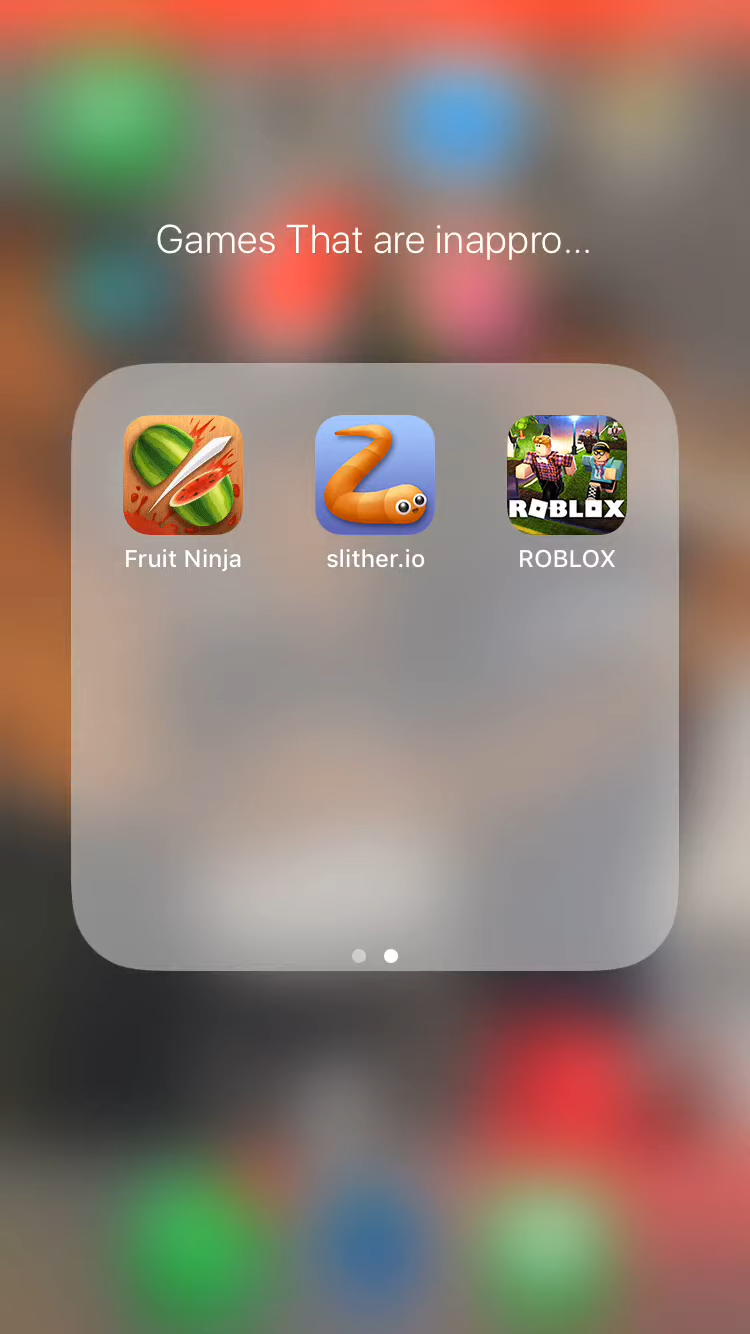 Games That are inappro...
ROBLOX
Fruit Ninja
slither.io
ROBLOX